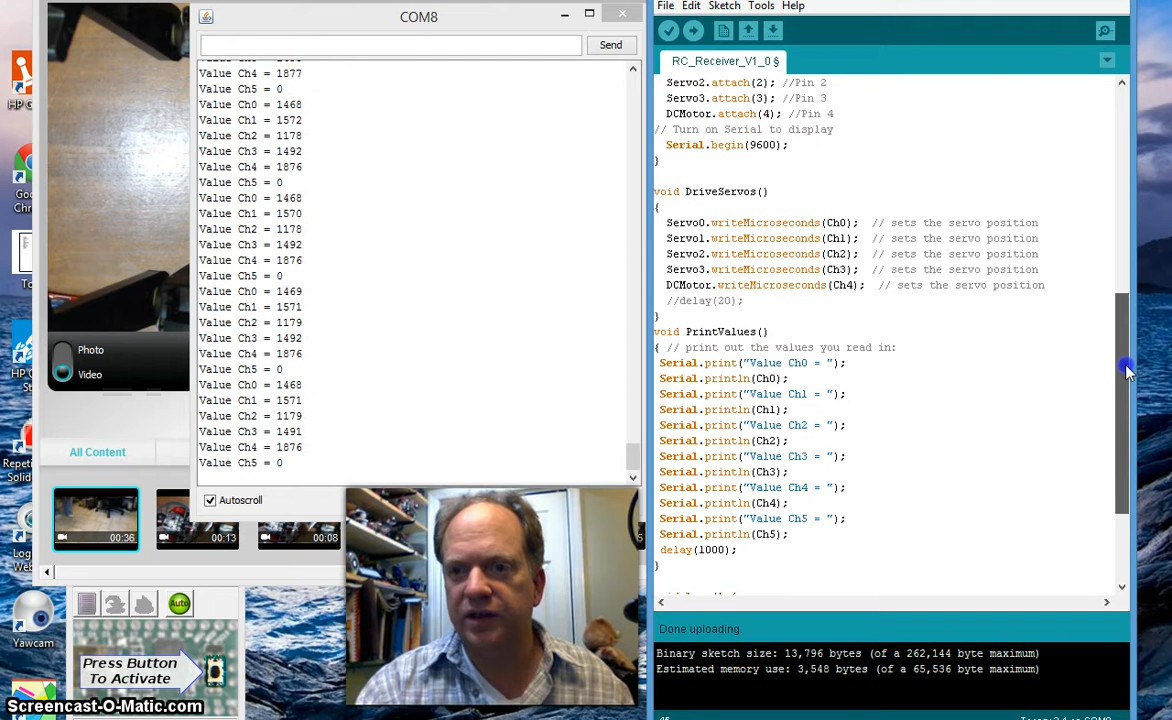 COM8
Send
Value Ch4 = 1877
Value Ch5 = 0
Value Ch0 = 1468
Value Ch1 = 1572
Value Ch2 = 1178
Value Ch3 = 1492
Value Ch4 = 1876
Value Ch5 = 0
Value Ch0 = 1468
Value Ch1 = 1570
Value Ch2 = 1178
Value Ch3 = 1492
Value Ch4 = 1876
Value Ch5 = 0
Value Ch0 = 1469
Value Ch1 = 1571
Value Ch2 = 1179
Value Ch3 = 1492
Value Ch4 = 1876
Value Ch5 = 0
Value Ch0 = 1468
Value Ch1 = 1571
Value Ch2 = 1179
Value Ch3 = 1491
Value Ch4 = 1876
Value Ch5 = 0
Autoscroll
File Edit Sketch Tools Help
RC_Receiver_V1_0 §
Servo2.attach(2); //Pin 2
Servo3.attach(3); //Pin 3
DCMotor.attach(4); //Pin 4
// Turn on Serial to display
Serial.begin(9600);
}
void DriveServos()
{
Servo0.writeMicroseconds(Ch0); // sets the servo position
Servo1.writeMicroseconds(Ch1); // sets the servo position
Servo2.writeMicroseconds(Ch2); // sets the servo position
Servo3.writeMicroseconds(Ch3); // sets the servo position
DCMotor.writeMicroseconds(Ch4); // sets the servo position
//delay(20);
}
void PrintValues()
{ // print out the values you read in:
Serial.print("Value Ch0 = ");
Serial.println(Ch0);
Serial.print("Value Ch1 = ");
Serial.println(Ch1);
Serial.print("Value Ch2 = ");
Serial.println(Ch2);
Serial.print("Value Ch3 = ");
Serial.println(Ch3);
Serial.print("Value Ch4 = ");
Serial.println(Ch4);
Serial.print("Value Ch5 = ");
Serial.println(Ch5);
delay(1000);
}
Done uploading.
Binary sketch size: 13,796 bytes (of a 262,144 byte maximum)
Estimated memory use: 3,548 bytes (of a 65,536 byte maximum)
Photo
Video
All Content
00:36
00:13
00:08
Auto
Press Button
To Activate
Yawcam
Screencast-O-Matic.com